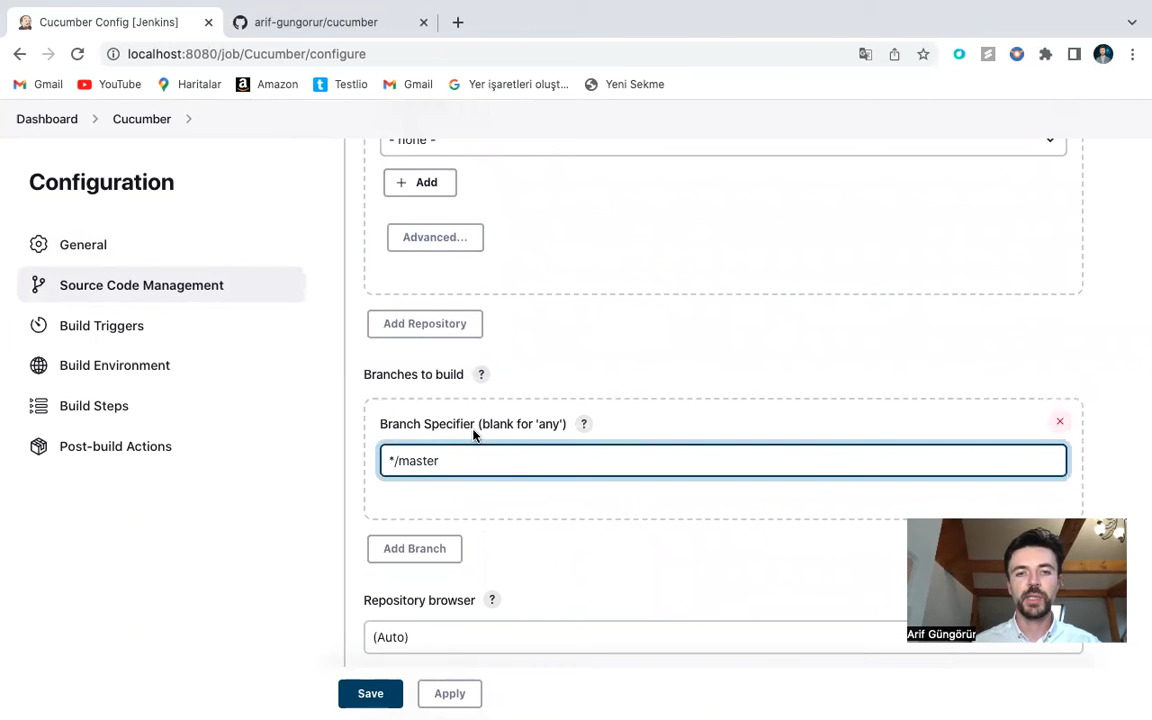 Cucumber Config [Jenkins]
arif-gungorur/cucumber
localhost:8080/job/Cucumber/configure
Gmail
YouTube
Haritalar
Amazon
Testlio
Gmail
Yer işaretleri oluşt...
Yeni Sekme
Dashboard
Cucumber
Configuration
General
Source Code Management
Build Triggers
Build Environment
Build Steps
Post-build Actions
- none -
+ Add
Advanced...
Add Repository
Branches to build ?
Branch Specifier (blank for 'any') ?
*/master
Add Branch
Repository browser ?
(Auto)
Save
Apply
Arif Güngörür